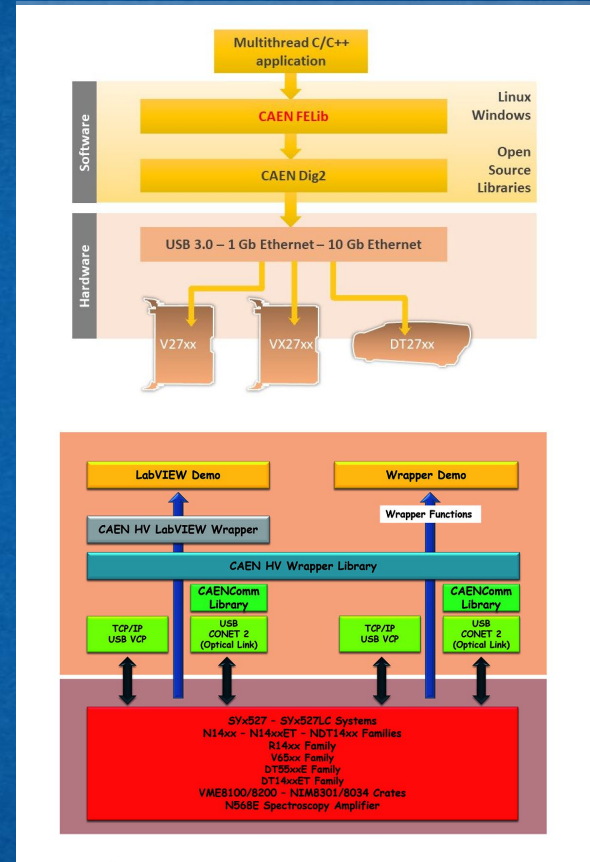 Multithread C/C++
application
Software
CAEN FELib
Linux
Windows
CAEN Dig2
Open
Source
Libraries
Hardware
USB 3.0 – 1 Gb Ethernet – 10 Gb Ethernet
V27xx
VX27xx
DT27xx
LabVIEW Demo
Wrapper Demo
Wrapper Functions
CAEN HV LabVIEW Wrapper
CAEN HV Wrapper Library
CAENComm
Library
CAENComm
Library
TCP/IP
USB VCP
USB
CONET 2
(Optical Link)
TCP/IP
USB VCP
USB
CONET 2
(Optical Link)
SYx527 - SYx527LC Systems
N14xx - N14xxET - NDT14xx Families
R14xx Family
V65xx Family
DT55xxE Family
DT14xxET Family
VME8100/8200 - NIM8301/8034 Crates
N568E Spectroscopy Amplifier